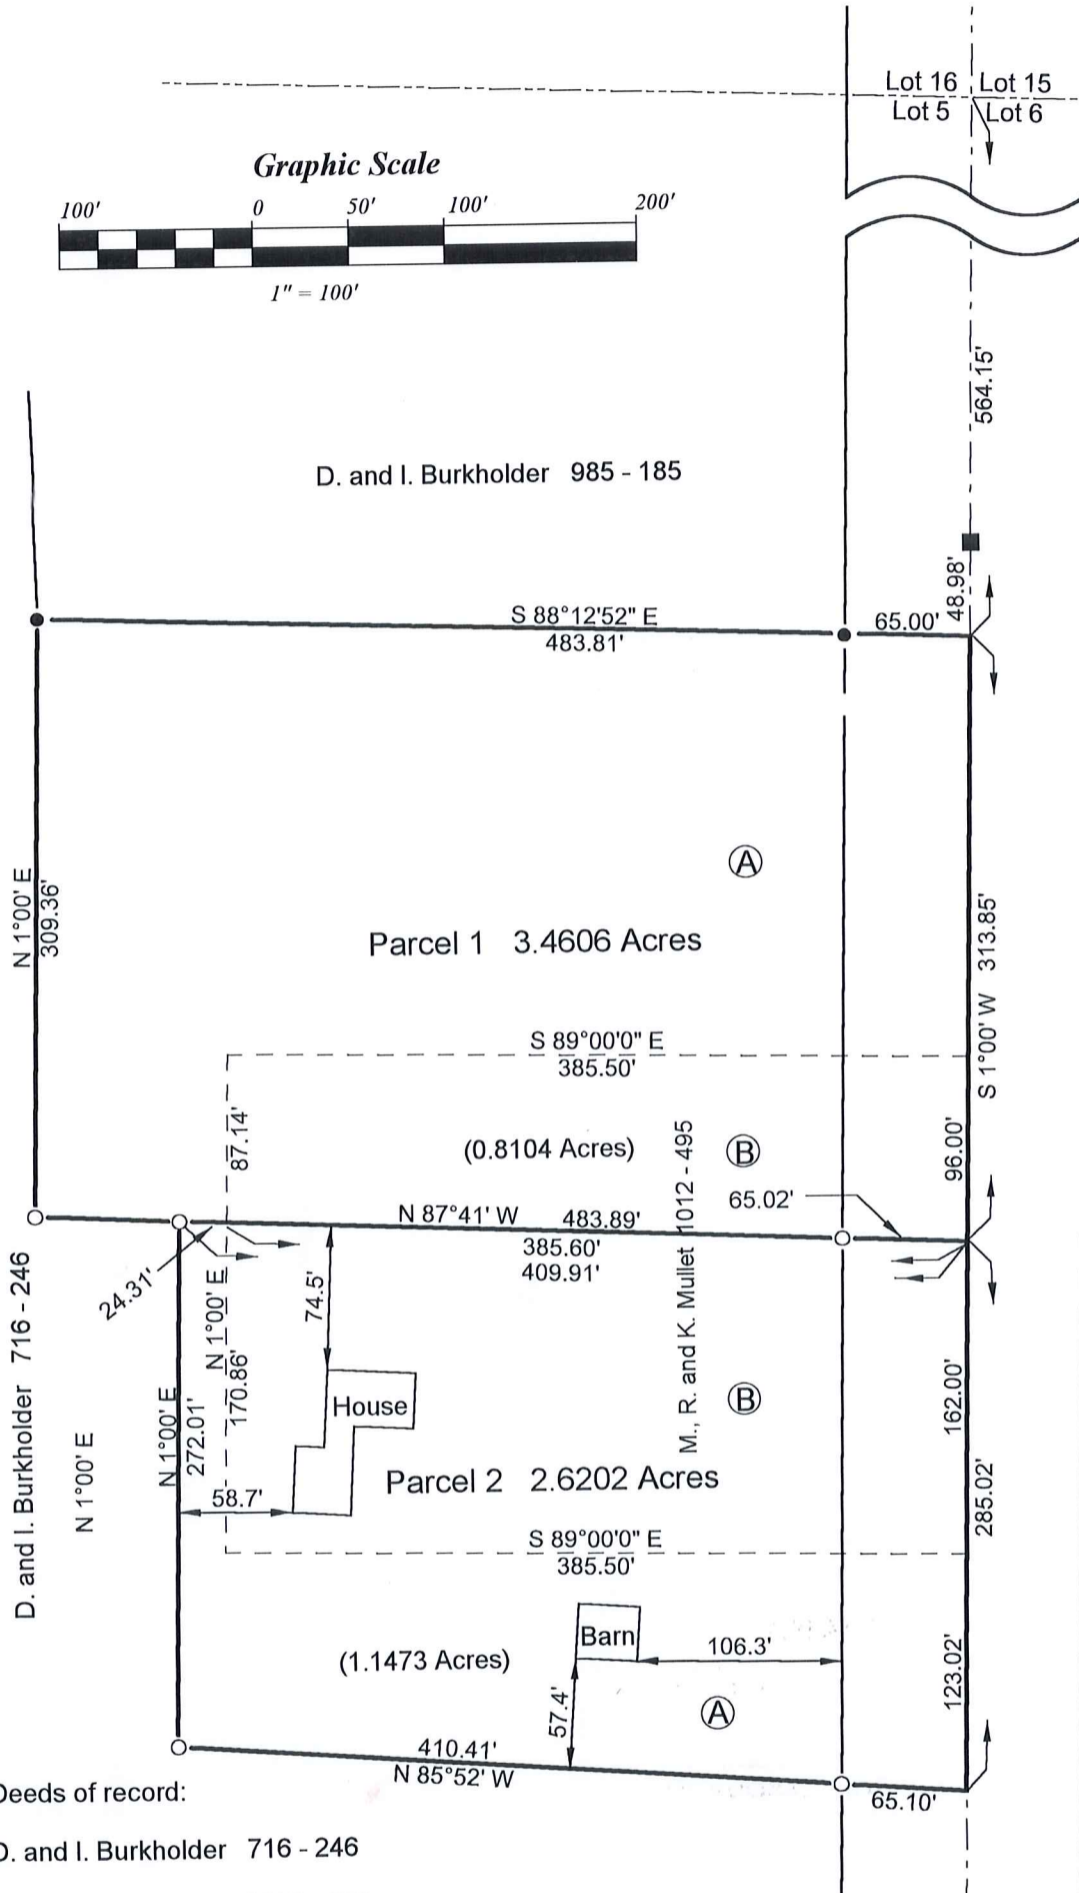 Lot 16 Lot 15
Lot 5 Lot 6
Graphic Scale
100' 0 50' 100' 200'
1" = 100'
564.15'
D. and I. Burkholder 985 - 185
48.98'
S 88°12'52" E
483.81'
65.00'
N 1°00' E
309.36'
A
Parcel 1 3.4606 Acres
S 1°00' W 313.85'
S 89°00'0" E
385.50'
87.14'
(0.8104 Acres)
B
96.00'
65.02'
M., R. and K. Mullet 1012 - 495
N 87°41' W 483.89'
385.60'
409.91'
24.31'
74.5'
N 1°00' E
170.86'
D. and I. Burkholder 716 - 246
N 1°00' E
N 1°00' E
272.01'
House
B
162.00'
285.02'
58.7'
Parcel 2 2.6202 Acres
S 89°00'0" E
385.50'
Barn
106.3'
(1.1473 Acres)
57.4'
A
123.02'
410.41'
N 85°52' W
65.10'
Deeds of record:
D. and I. Burkholder 716 - 246